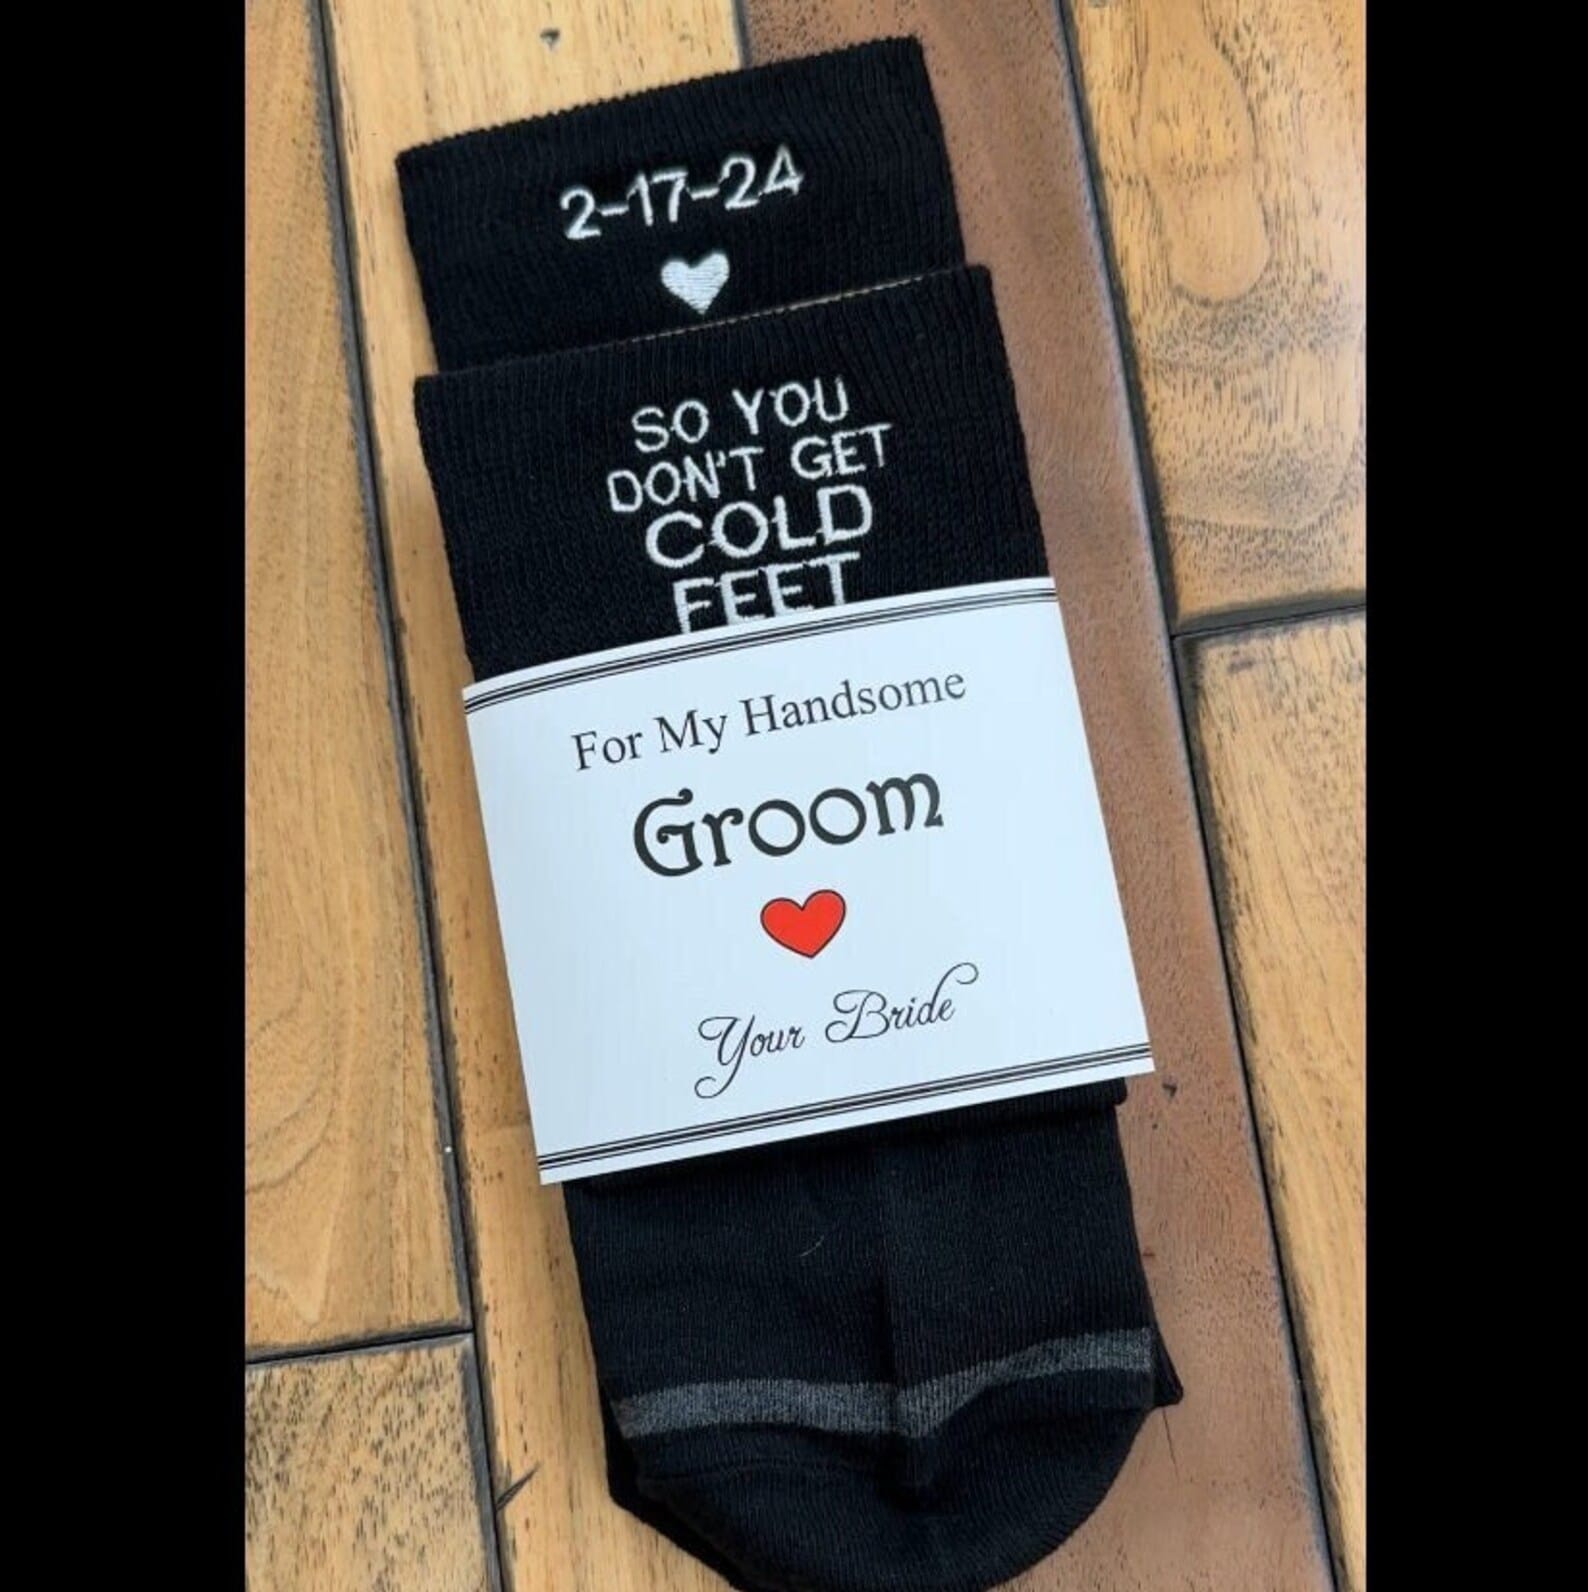 2-17-24
SO YOU
DON'T GET
COLD
FEET
For My Handsome
Groom
Your Bride